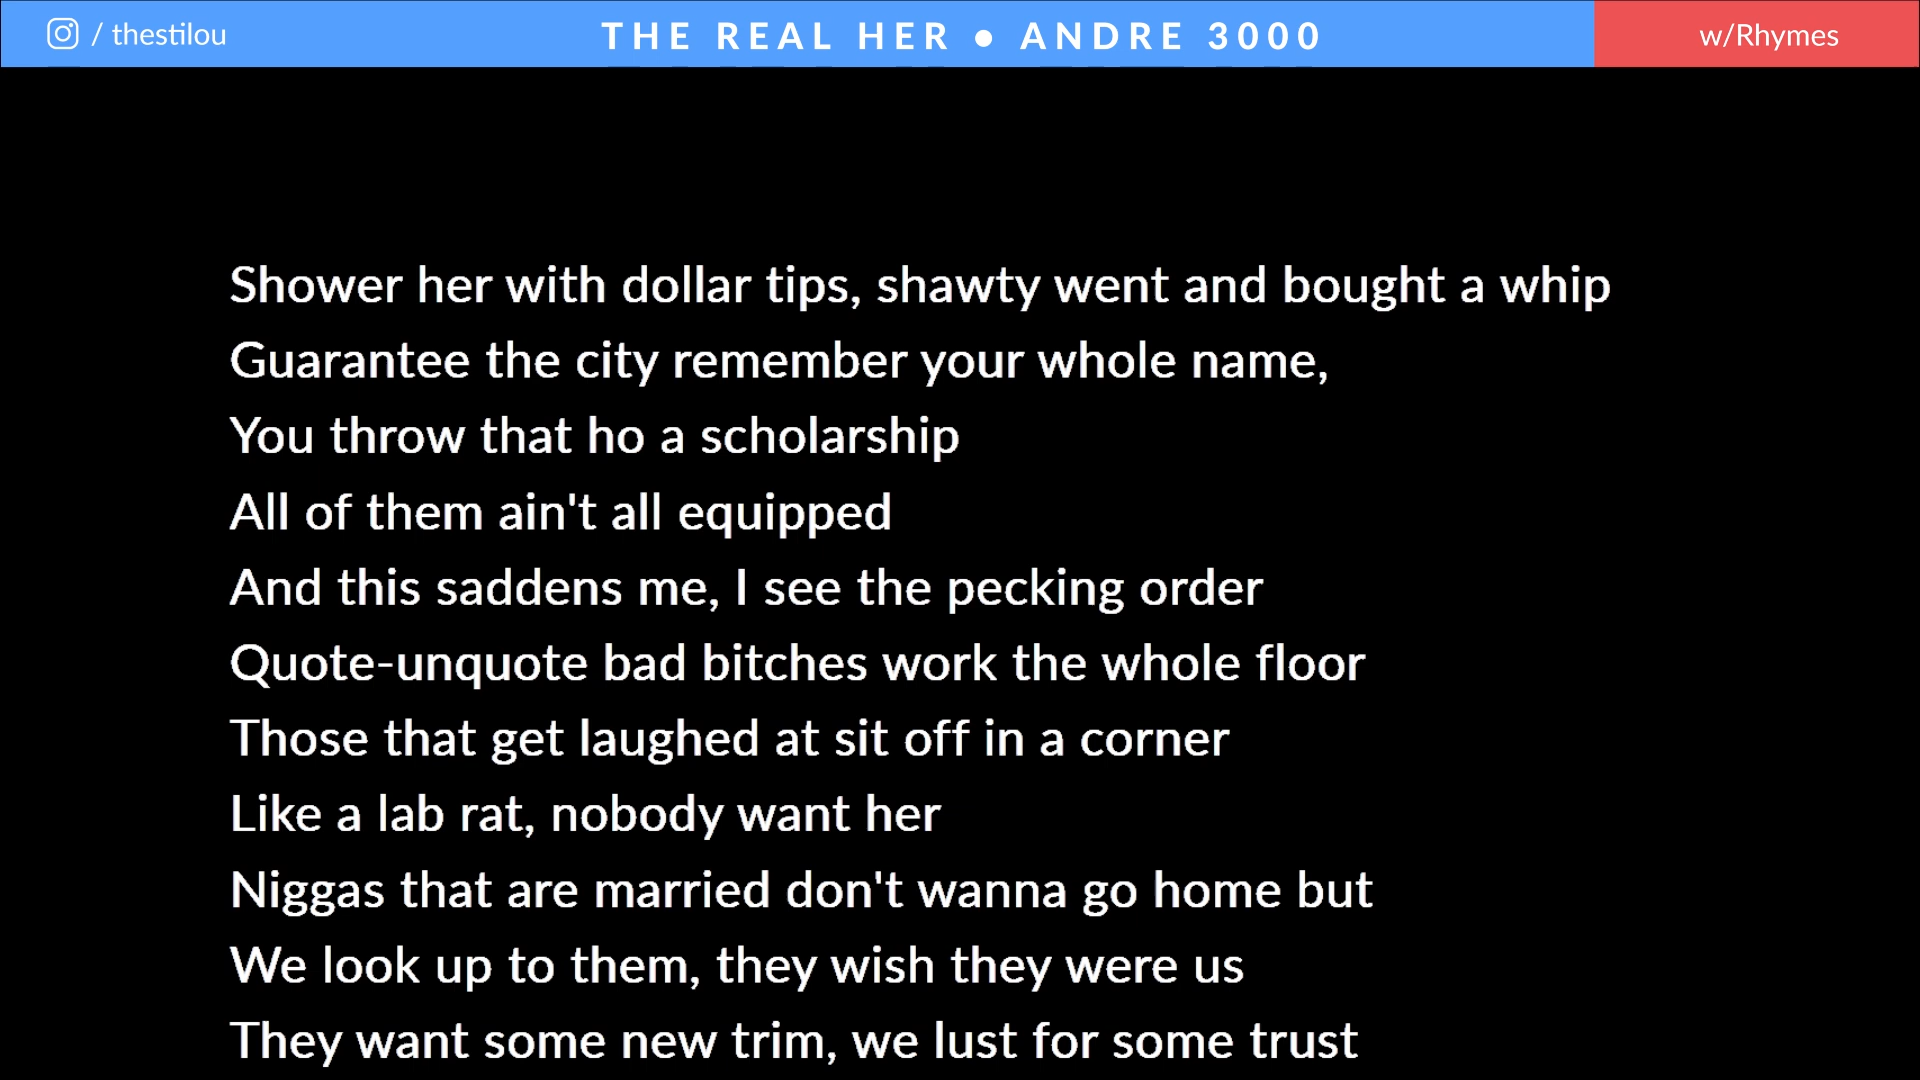 / thestilou
THE REAL HER ● ANDRE 3000
w/Rhymes
Shower her with dollar tips, shawty went and bought a whip
Guarantee the city remember your whole name,
You throw that ho a scholarship
All of them ain't all equipped
And this saddens me, I see the pecking order
Quote-unquote bad bitches work the whole floor
Those that get laughed at sit off in a corner
Like a lab rat, nobody want her
Niggas that are married don't wanna go home but
We look up to them, they wish they were us
They want some new trim, we lust for some trust